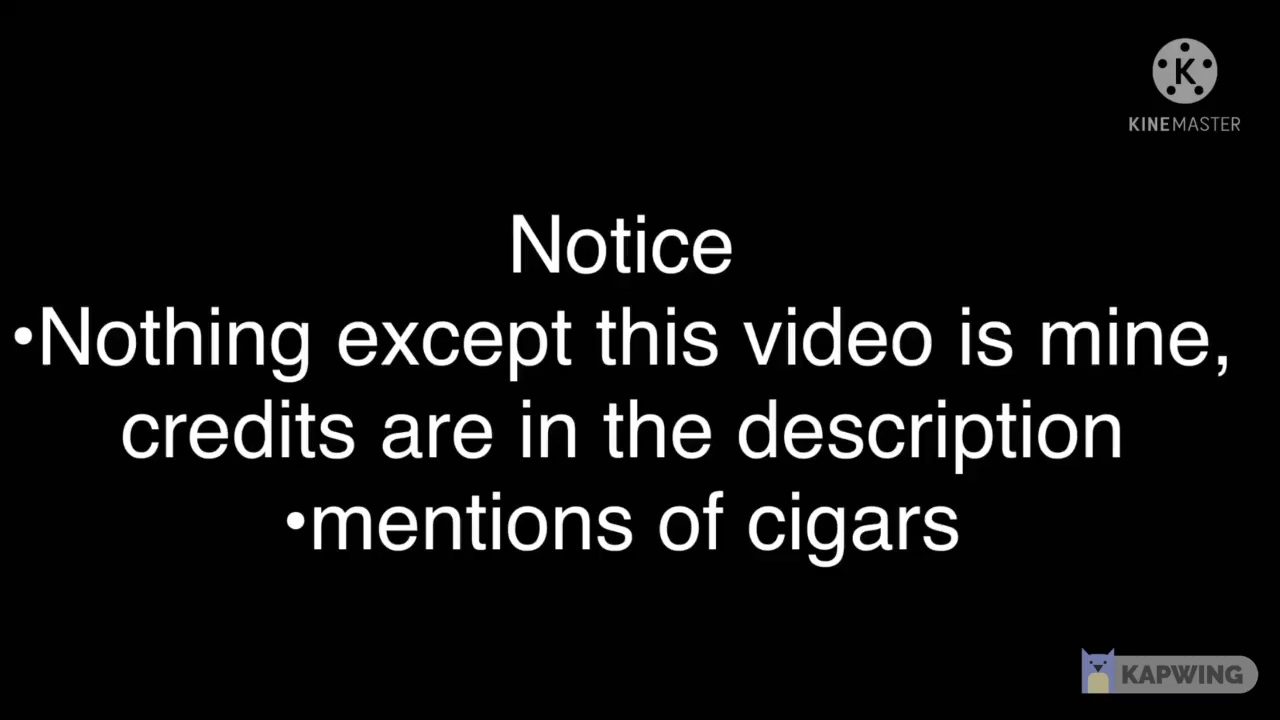 K
KINEMASTER
Notice
•Nothing except this video is mine,
credits are in the description
•mentions of cigars
KAPWING